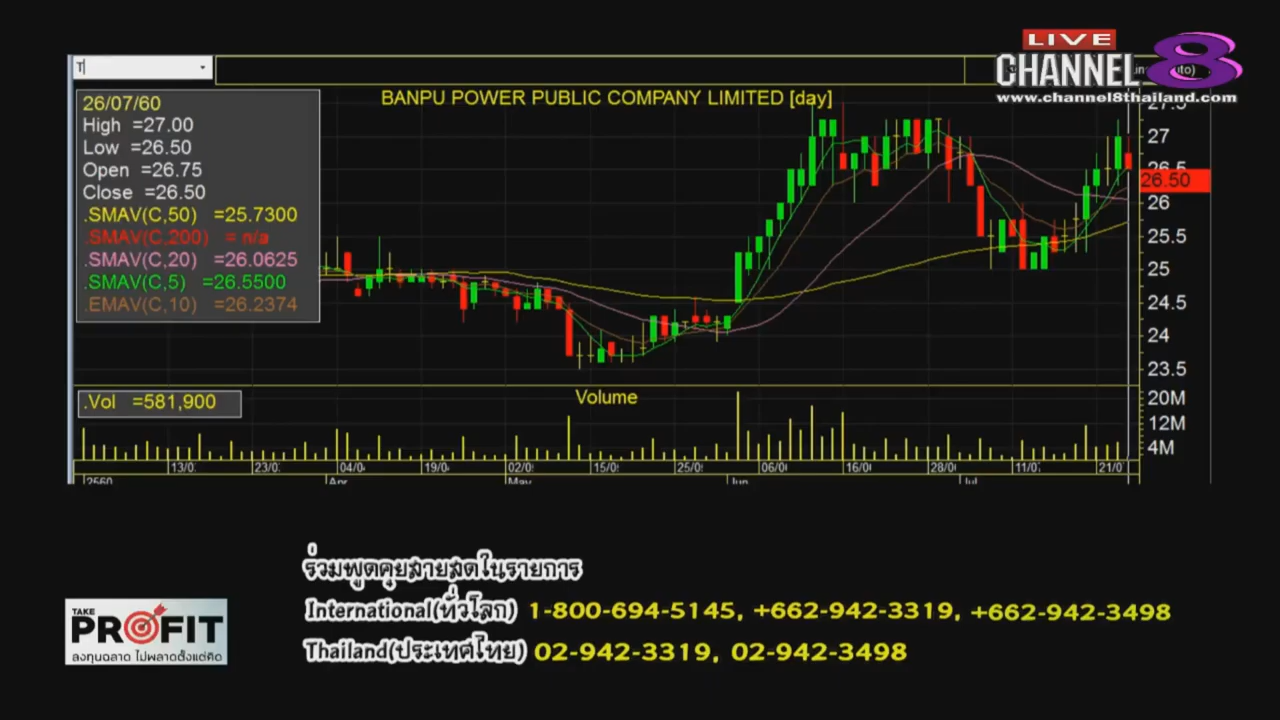 LIVE
CHANNEL 8
www.channel8thailand.com
T
to)
BANPU POWER PUBLIC COMPANY LIMITED [day]
26/07/60
High =27.00
Low =26.50
Open =26.75
Close =26.50
.SMAV(C,50) =25.7300
.SMAV(C,200) = n/a
.SMAV(C,20) =26.0625
.SMAV(C,5) =26.5500
.EMAV(C,10) =26.2374
27.5
27
26.5
26.50
26
25.5
25
24.5
24
23.5
.Vol =581,900
Volume
20M
12M
4M
13/0 23/0 04/0 19/0 02/0 15/0 25/0 06/0 16/0 28/0 11/0 21/0
2560 Apr May Jun Jul
ร่วมพูดคุยสายสดในรายการ
International(ทั่วโลก) 1-800-694-5145, +662-942-3319, +662-942-3498
Thailand(ประเทศไทย) 02-942-3319, 02-942-3498
TAKE
PROFIT
ลงทุนฉลาด ไม่พลาดตั้งแต่คิด